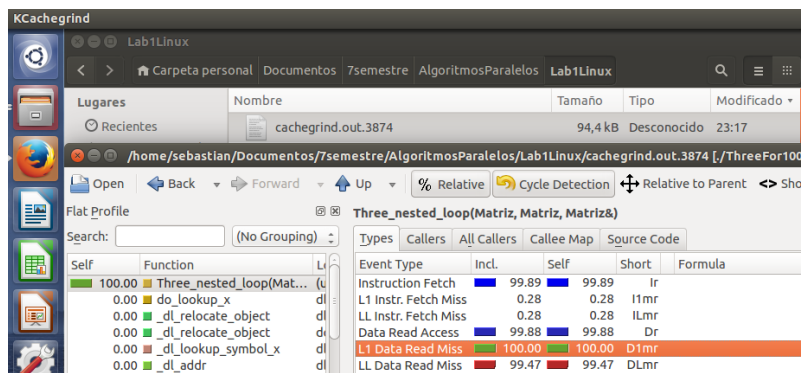 KCachegrind
Lab1Linux
Carpeta personal Documentos 7semestre AlgoritmosParalelos Lab1Linux
Lugares Nombre Tamaño Tipo Modificado
Recientes cachegrind.out.3874 94,4 kB Desconocido 23:17
/home/sebastian/Documentos/7semestre/AlgoritmosParalelos/Lab1Linux/cachegrind.out.3874 [./ThreeFor100
Open Back Forward Up % Relative Cycle Detection Relative to Parent <> Sho
Flat Profile Three_nested_loop(Matriz, Matriz, Matriz&)
Search: (No Grouping) Types Callers All Callers Callee Map Source Code
Self Function Event Type Incl. Self Short Formula
100.00 Three_nested_loop(Mat... (u Instruction Fetch 99.89 99.89 Ir
0.00 do_lookup_x dl L1 Instr. Fetch Miss 0.28 0.28 I1mr
0.00 _dl_relocate_object dl LL Instr. Fetch Miss 0.28 0.28 ILmr
0.00 _dl_relocate_object Data Read Access 99.88 99.88 Dr
0.00 _dl_lookup_symbol_x dl L1 Data Read Miss 100.00 100.00 D1mr
0.00 _dl_addr dl LL Data Read Miss 99.47 99.47 DLmr